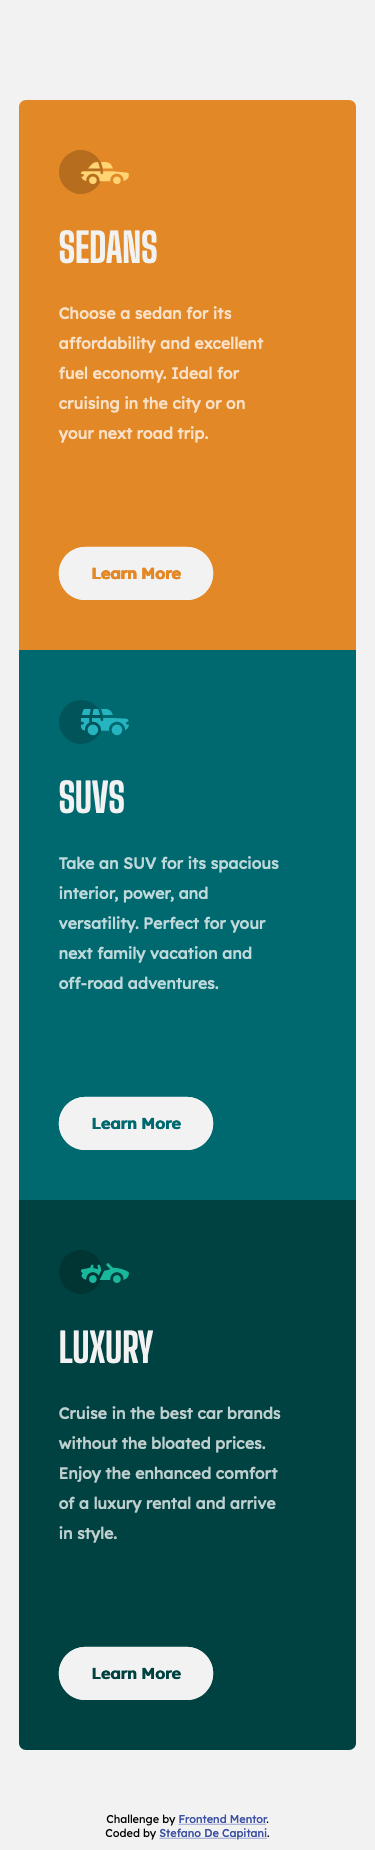 SEDANS
Choose a sedan for its
affordability and excellent
fuel economy. Ideal for
cruising in the city or on
your next road trip.
Learn More
SUVS
Take an SUV for its spacious
interior, power, and
versatility. Perfect for your
next family vacation and
off-road adventures.
Learn More
LUXURY
Cruise in the best car brands
without the bloated prices.
Enjoy the enhanced comfort
of a luxury rental and arrive
in style.
Learn More
Challenge by Frontend Mentor.
Coded by Stefano De Capitani.